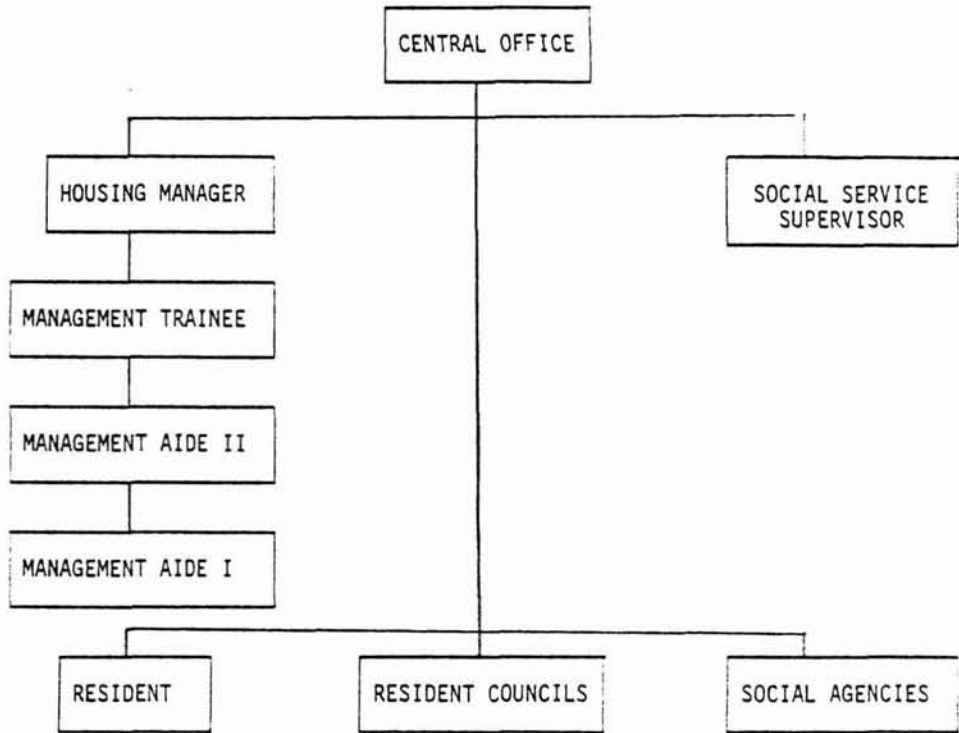 CENTRAL OFFICE
HOUSING MANAGER
SOCIAL SERVICE
SUPERVISOR
MANAGEMENT TRAINEE
MANAGEMENT AIDE II
MANAGEMENT AIDE I
RESIDENT
RESIDENT COUNCILS
SOCIAL AGENCIES